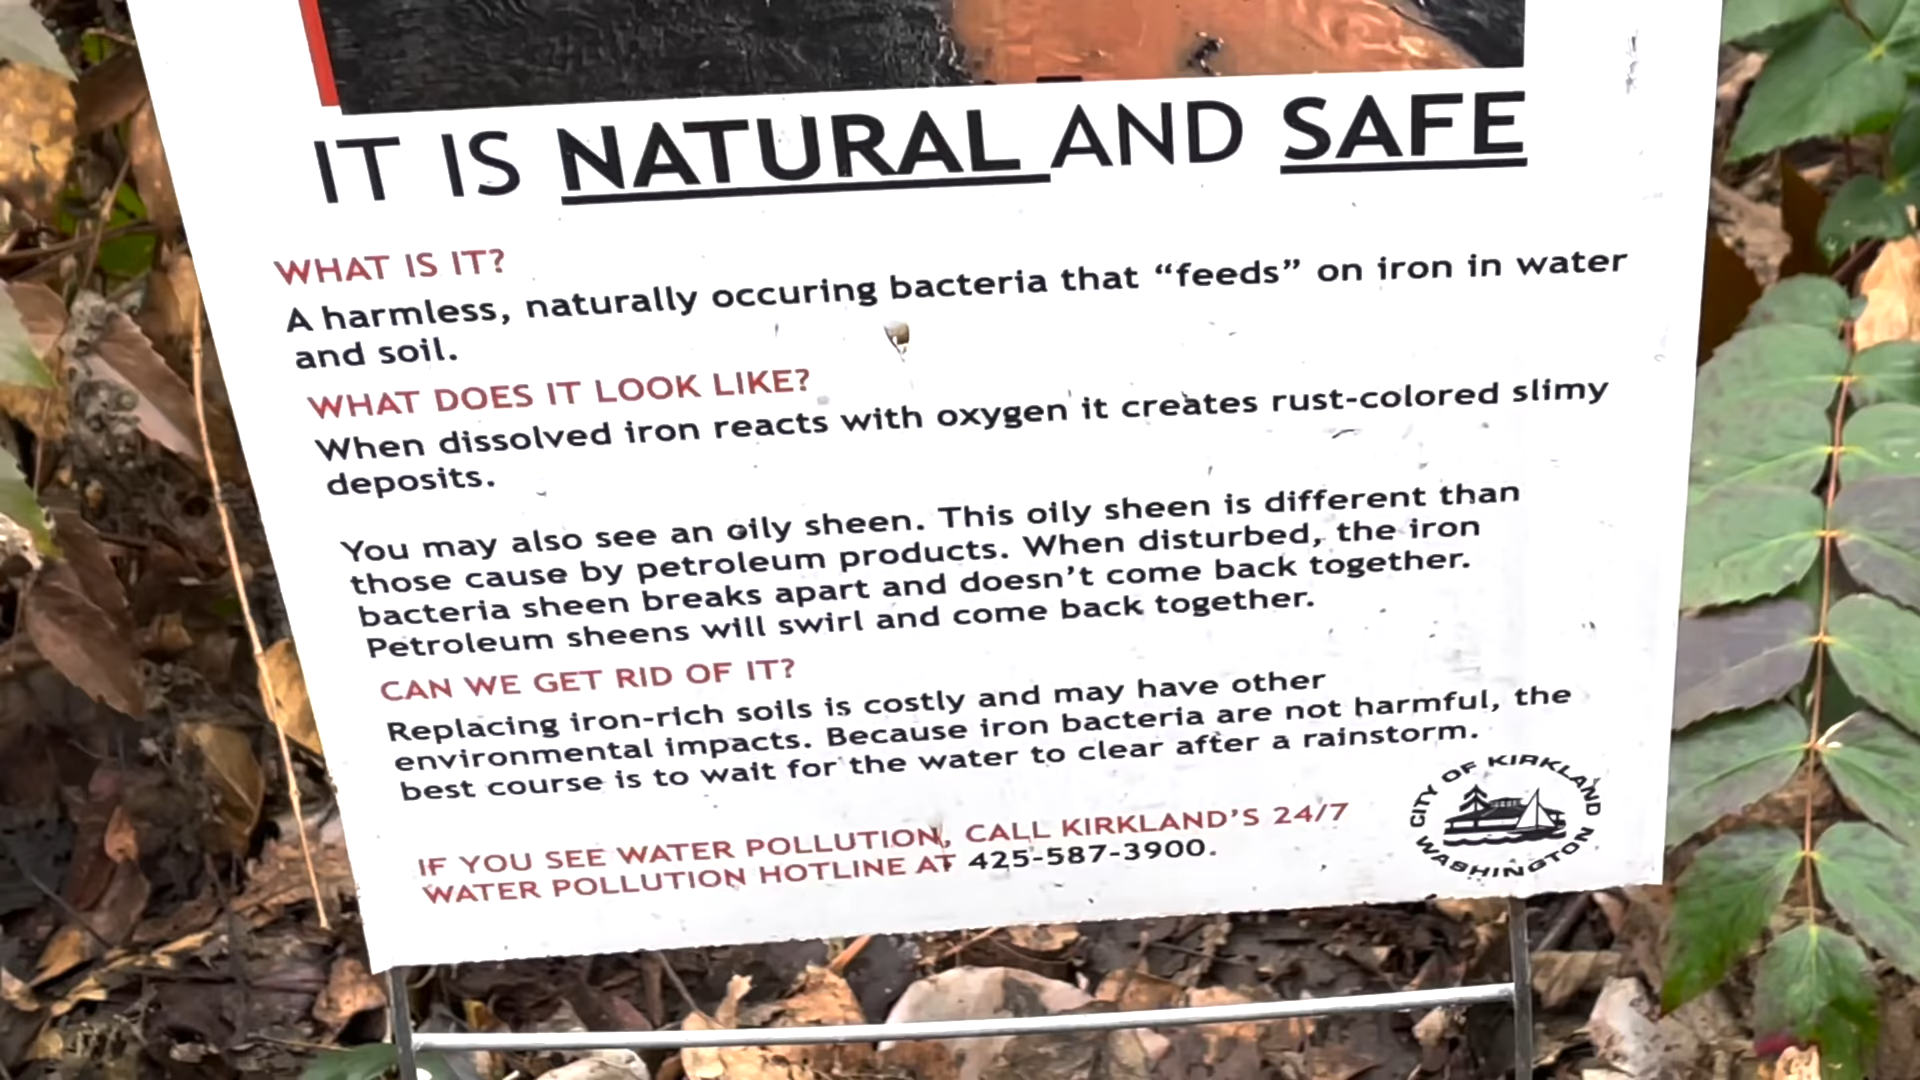 IT IS NATURAL AND SAFE
WHAT IS IT?
A harmless, naturally occuring bacteria that “feeds” on iron in water
and soil.
WHAT DOES IT LOOK LIKE?
When dissolved iron reacts with oxygen it creates rust-colored slimy
deposits.
You may also see an oily sheen. This oily sheen is different than
those cause by petroleum products. When disturbed, the iron
bacteria sheen breaks apart and doesn’t come back together.
Petroleum sheens will swirl and come back together.
CAN WE GET RID OF IT?
Replacing iron-rich soils is costly and may have other
environmental impacts. Because iron bacteria are not harmful, the
best course is to wait for the water to clear after a rainstorm.
IF YOU SEE WATER POLLUTION, CALL KIRKLAND’S 24/7
WATER POLLUTION HOTLINE AT 425-587-3900.
CITY OF KIRKLAND
WASHINGTON